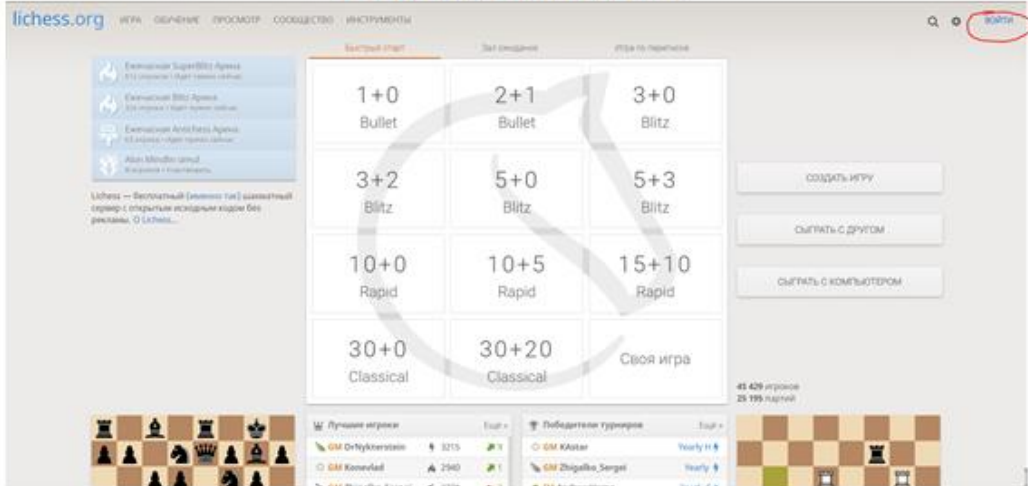 lichess.org ИГРА ОБУЧЕНИЕ ПРОСМОТР СООБЩЕСТВО ИНСТРУМЕНТЫ ВОЙТИ
Быстрый старт Зал ожидания Игра по переписке
Ежечасная SuperBlitz Арена
Ежечасная Blitz Арена
Ежечасная Antichess Арена
Lichess — бесплатный (именно так) шахматный
сервер с открытым исходным кодом без
рекламы. О Lichess...
1+0 2+1 3+0
Bullet Bullet Blitz
3+2 5+0 5+3
Blitz Blitz Blitz
10+0 10+5 15+10
Rapid Rapid Rapid
30+0 30+20 Своя игра
Classical Classical
СОЗДАТЬ ИГРУ
СЫГРАТЬ С ДРУГОМ
СЫГРАТЬ С КОМПЬЮТЕРОМ
45 429 игроков
25 195 партий
Лучшие игроки Ещё »
GM DrNykterstein 3215
GM Konevlad 2940
Победители турниров Ещё »
GM KAstor Yearly H
GM Zhigalko_Sergei Yearly